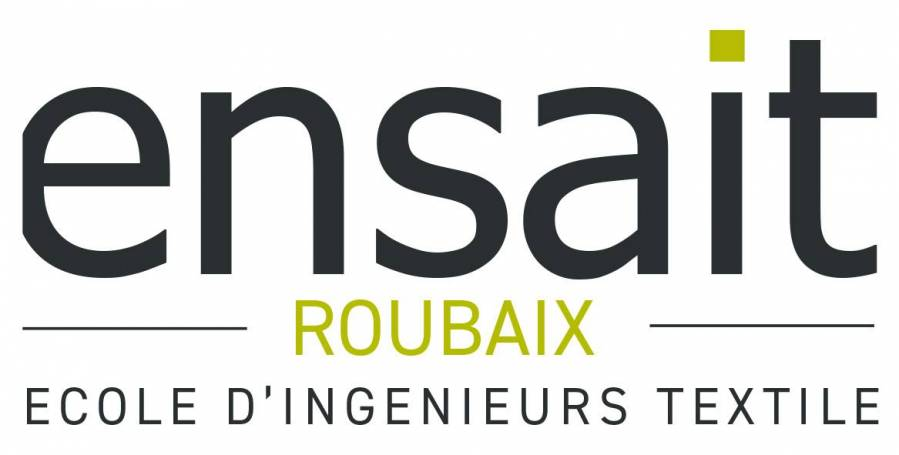 ensait
ROUBAIX
ECOLE D'INGENIEURS TEXTILE